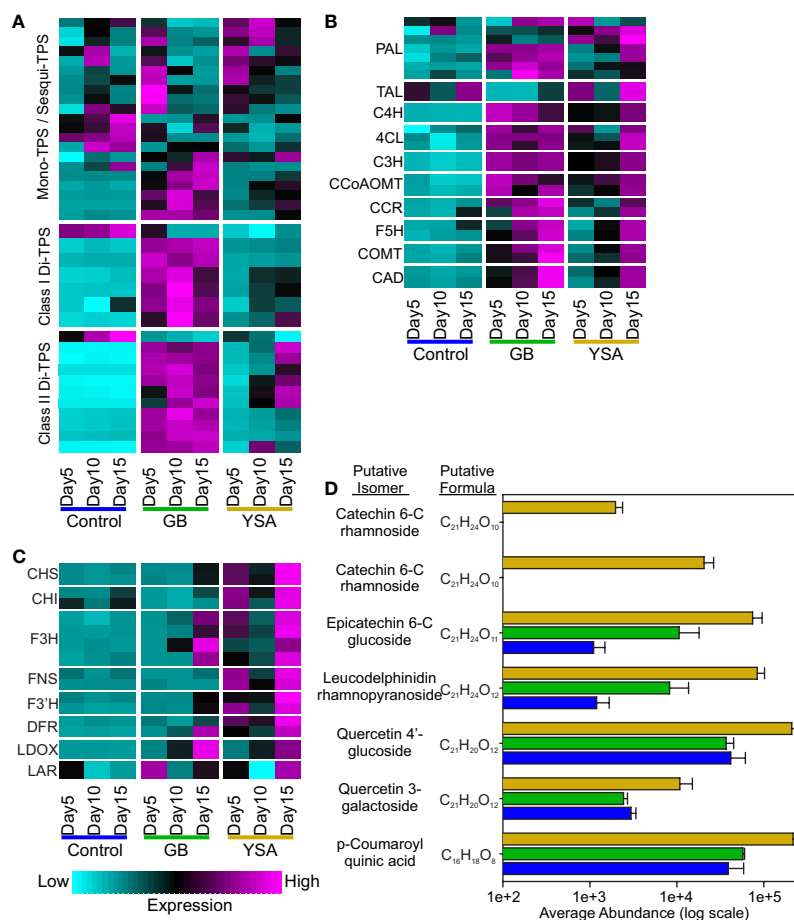 A
Mono-TPS / Sesqui-TPS
Class I Di-TPS
Class II Di-TPS
Day5
Day10
Day15
Day5
Day10
Day15
Day5
Day10
Day15
Control
GB
YSA
B
PAL
TAL
C4H
4CL
C3H
CCoAOMT
CCR
F5H
COMT
CAD
Day5
Day10
Day15
Day5
Day10
Day15
Day5
Day10
Day15
Control
GB
YSA
C
CHS
CHI
F3H
FNS
F3'H
DFR
LDOX
LAR
Day5
Day10
Day15
Day5
Day10
Day15
Day5
Day10
Day15
Control
GB
YSA
Low
High
Expression
D
Putative
Isomer
Putative
Formula
Catechin 6-C
rhamnoside
C₂₁H₂₄O₁₀
Catechin 6-C
rhamnoside
C₂₁H₂₄O₁₀
Epicatechin 6-C
glucoside
C₂₁H₂₄O₁₁
Leucodelphinidin
rhamnopyranoside
C₂₁H₂₄O₁₂
Quercetin 4'-
glucoside
C₂₁H₂₀O₁₂
Quercetin 3-
galactoside
C₂₁H₂₀O₁₂
p-Coumaroyl
quinic acid
C₁₆H₁₈O₈
1e+2
1e+3
1e+4
1e+5
Average Abundance (log scale)